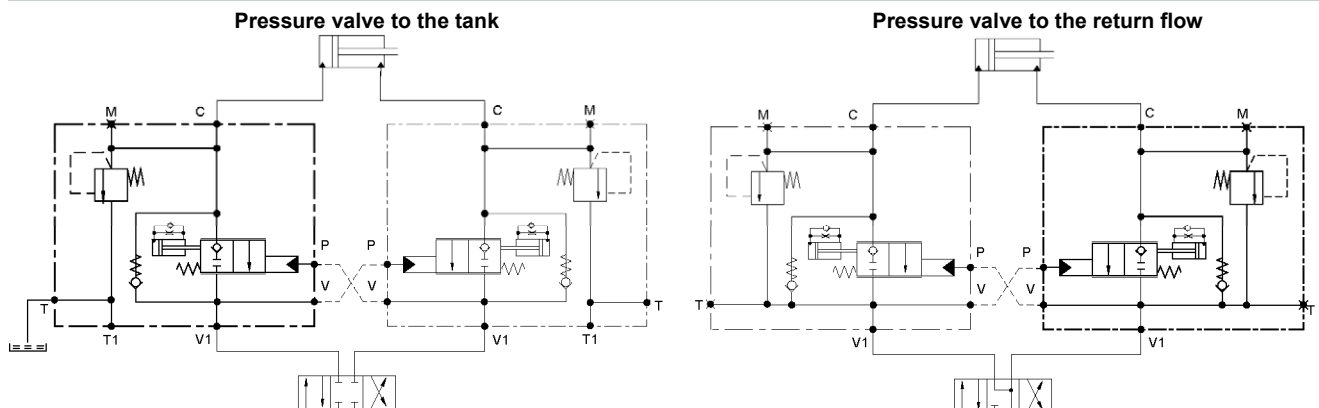 Pressure valve to the tank
Pressure valve to the return flow
M C C M
P P
V V
T T
T1 V1 V1 T1
M C C M
P P
V V
T T
V1 V1